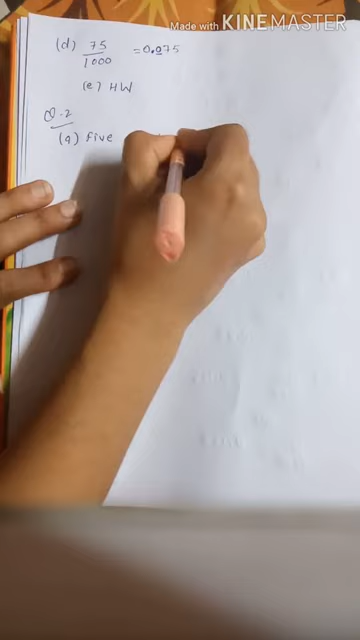 Made with KINEMASTER
(d) 75/1000 = 0.075
(e) HW
Q-2
(a) five